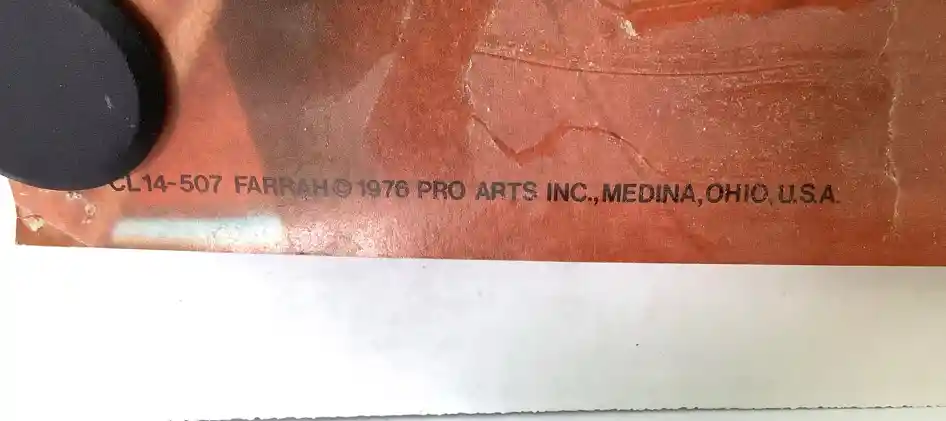 CL14-507 FARRAH © 1976 PRO ARTS INC., MEDINA, OHIO, U.S.A.